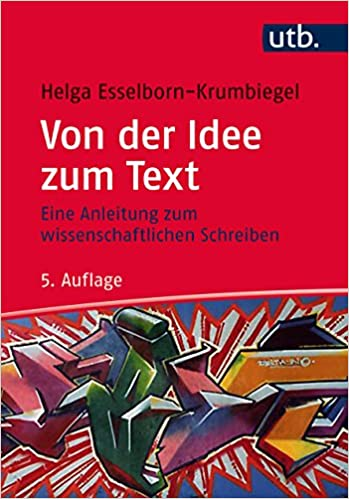 utb.
Helga Esselborn-Krumbiegel
Von der Idee
zum Text
Eine Anleitung zum
wissenschaftlichen Schreiben
5. Auflage